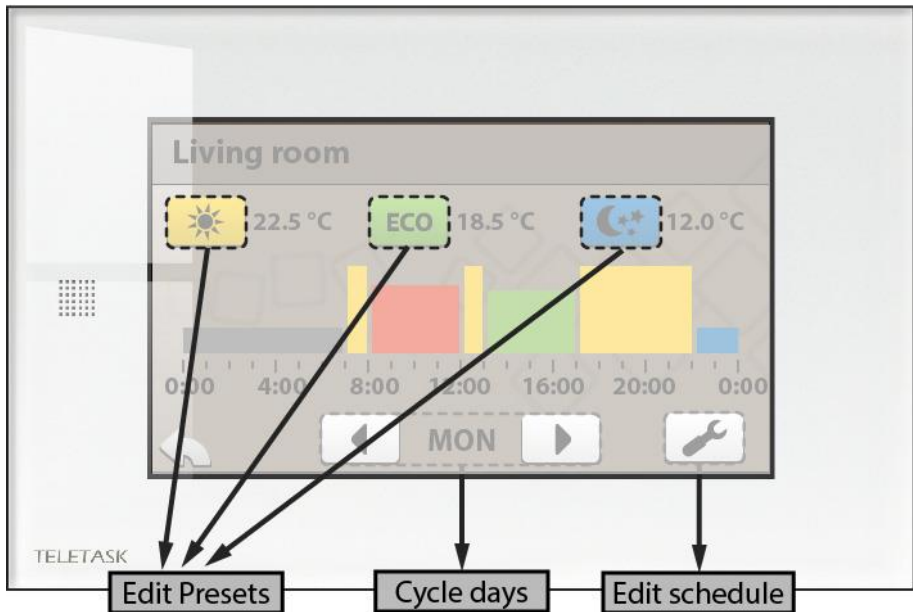 Living room
22.5 °C ECO 18.5 °C 12.0 °C
0:00 4:00 8:00 12:00 16:00 20:00 0:00
MON
TELETASK
Edit Presets Cycle days Edit schedule